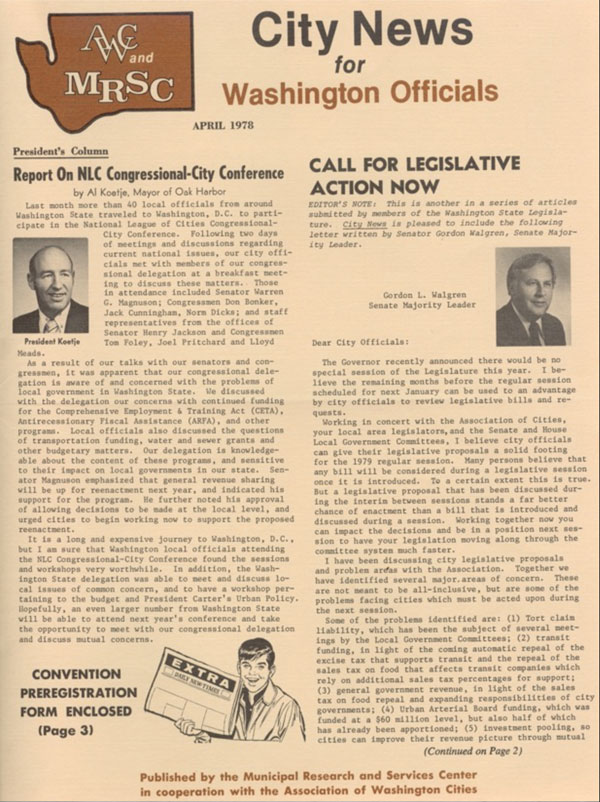 AWC
and
MRSC
City News
for
Washington Officials
APRIL 1978
President's Column
Report On NLC Congressional-City Conference
by Al Koetje, Mayor of Oak Harbor
Last month more than 40 local officials from around
Washington State traveled to Washington, D.C. to parti-
cipate in the National League of Cities Congressional-
City Conference. Following two days
of meetings and discussions regarding
current national issues, our city offi-
cials met with members of our congres-
sional delegation at a breakfast meet-
ing to discuss these matters. Those
in attendance included Senator Warren
G. Magnuson; Congressmen Don Bonker,
Jack Cunningham, Norm Dicks; and staff
representatives from the offices of
Senator Henry Jackson and Congressmen
Tom Foley, Joel Pritchard and Lloyd
President Koetje
Meads.
As a result of our talks with our senators and con-
gressmen, it was apparent that our congressional dele-
gation is aware of and concerned with the problems of
local government in Washington State. We discussed
with the delegation our concerns with continued funding
for the Comprehensive Employment & Training Act (CETA),
Antirecessionary Fiscal Assistance (ARFA), and other
programs. Local officials also discussed the questions
of transportation funding, water and sewer grants and
other budgetary matters. Our delegation is knowledge-
able about the content of these programs, and sensitive
to their impact on local governments in our state. Sen-
ator Magnuson emphasized that general revenue sharing
will be up for reenactment next year, and indicated his
support for the program. He further noted his approval
of allowing decisions to be made at the local level, and
urged cities to begin working now to support the proposed
reenactment.
It is a long and expensive journey to Washington, D.C.,
but I am sure that Washington local officials attending
the NLC Congressional-City Conference found the sessions
and workshops very worthwhile. In addition, the Wash-
ington State delegation was able to meet and discuss lo-
cal issues of common concern, and to have a workshop per-
taining to the budget and President Carter's Urban Policy.
Hopefully, an even larger number from Washington State
will be able to attend next year's conference and take
the opportunity to meet with our congressional delegation
and discuss mutual concerns.
CONVENTION
PREREGISTRATION
FORM ENCLOSED
(Page 3)
EXTRA
DAILY NEW TIMES
CALL FOR LEGISLATIVE
ACTION NOW
EDITOR'S NOTE: This is another in a series of articles
submitted by members of the Washington State Legisla-
ture. City News is pleased to include the following
letter written by Senator Gordon Walgren, Senate Major-
ity Leader.
Gordon L. Walgren
Senate Majority Leader
Dear City Officials:
The Governor recently announced there would be no
special session of the Legislature this year. I be-
lieve the remaining months before the regular session
scheduled for next January can be used to an advantage
by city officials to review legislative bills and re-
quests.
Working in concert with the Association of Cities,
your local area legislators, and the Senate and House
Local Government Committees, I believe city officials
can give their legislative proposals a solid footing
for the 1979 regular session. Many persons believe that
any bill will be considered during a legislative session
once it is introduced. To a certain extent this is true.
But a legislative proposal that has been discussed dur-
ing the interim between sessions stands a far better
chance of enactment than a bill that is introduced and
discussed during a session. Working together now you
can impact the decisions and be in a position next ses-
sion to have your legislation moving along through the
committee system much faster.
I have been discussing city legislative proposals
and problem areas with the Association. Together we
have identified several major areas of concern. These
are not meant to be all-inclusive, but are some of the
problems facing cities which must be acted upon during
the next session.
Some of the problems identified are: (1) Tort claim
liability, which has been the subject of several meet-
ings by the Local Government Committees; (2) transit
funding, in light of the coming automatic repeal of the
excise tax that supports transit and the repeal of the
sales tax on food that affects transit companies which
rely on additional sales tax percentages for support;
(3) general government revenue, in light of the sales
tax on food repeal and expanding responsibilities of city
governments; (4) Urban Arterial Board funding, which was
funded at a $60 million level, but also half of which
has already been apportioned; (5) investment pooling, so
cities can improve their revenue picture through mutual
(Continued on Page 2)
Published by the Municipal Research and Services Center
in cooperation with the Association of Washington Cities